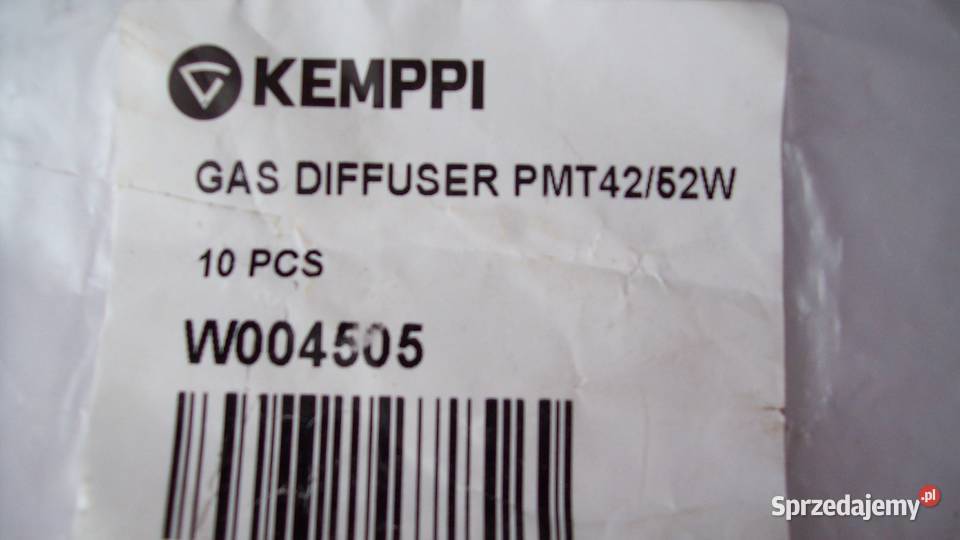 KEMPPI
GAS DIFFUSER PMT42/52W
10 PCS
W004505
Sprzedajemy.pl